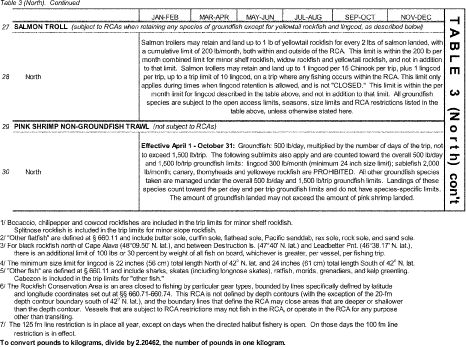 Table 3 (North). Continued
JAN-FEB MAR-APR MAY-JUN JUL-AUG SEP-OCT NOV-DEC
27 SALMON TROLL (subject to RCAs when retaining any species of groundfish except for yellowtail rockfish and lingcod, as described below)
Salmon trollers may retain and land up to 1 lb of yellowtail rockfish for every 2 lbs of salmon landed, with
a cumulative limit of 200 lb/month, both within and outside of the RCA. This limit is within the 200 lb per
month combined limit for minor shelf rockfish, widow rockfish and yellowtail rockfish, and not in addition
to that limit. Salmon trollers may retain and land up to 1 lingcod per 15 Chinook per trip, plus 1 lingcod
per trip, up to a trip limit of 10 lingcod, on a trip where any fishing occurs within the RCA. This limit only
28 North applies during times when lingcod retention is allowed, and is not "CLOSED." This limit is within the per
month limit for lingcod described in the table above, and not in addition to that limit. All groundfish
species are subject to the open access limits, seasons, size limits and RCA restrictions listed in
the table above, unless otherwise stated here.
29 PINK SHRIMP NON-GROUNDFISH TRAWL (not subject to RCAs)
Effective April 1 - October 31: Groundfish: 500 lb/day, multiplied by the number of days of the trip, not
to exceed 1,500 lb/trip. The following sublimits also apply and are counted toward the overall 500 lb/day
and 1,500 lb/trip groundfish limits: lingcod 300 lb/month (minimum 24 inch size limit); sablefish 2,000
30 North lb/month; canary, thornyheads and yelloweye rockfish are PROHIBITED. All other groundfish species
taken are managed under the overall 500 lb/day and 1,500 lb/trip groundfish limits. Landings of these
species count toward the per day and per trip groundfish limits and do not have species-specific limits.
The amount of groundfish landed may not exceed the amount of pink shrimp landed.
TABLE 3 (North) con't
1/ Bocaccio, chilipepper and cowcod rockfishes are included in the trip limits for minor shelf rockfish.
Splitnose rockfish is included in the trip limits for minor slope rockfish.
2/ "Other flatfish" are defined at § 660.11 and include butter sole, curlfin sole, flathead sole, Pacific sanddab, rex sole, rock sole, and sand sole.
3/ For black rockfish north of Cape Alava (48°09.50' N. lat.), and between Destruction Is. (47°40' N. lat.) and Leadbetter Pnt. (46°38.17' N. lat.),
there is an additional limit of 100 lbs or 30 percent by weight of all fish on board, whichever is greater, per vessel, per fishing trip.
4/ The minimum size limit for lingcod is 22 inches (56 cm) total length North of 42° N. lat. and 24 inches (61 cm) total length South of 42° N. lat.
5/ "Other fish" are defined at § 660.11 and include sharks, skates (including longnose skates), ratfish, morids, grenadiers, and kelp greenling.
Cabezon is included in the trip limits for "other fish."
6/ The Rockfish Conservation Area is an area closed to fishing by particular gear types, bounded by lines specifically defined by latitude
and longitude coordinates set out at §§ 660.71-660.74. This RCA is not defined by depth contours (with the exception of the 20-fm
depth contour boundary south of 42° N. lat.), and the boundary lines that define the RCA may close areas that are deeper or shallower
than the depth contour. Vessels that are subject to RCA restrictions may not fish in the RCA, or operate in the RCA for any purpose
other than transiting.
7/ The 125 fm line restriction is in place all year, except on days when the directed halibut fishery is open. On those days the 100 fm line
restriction is in effect.
To convert pounds to kilograms, divide by 2.20462, the number of pounds in one kilogram.